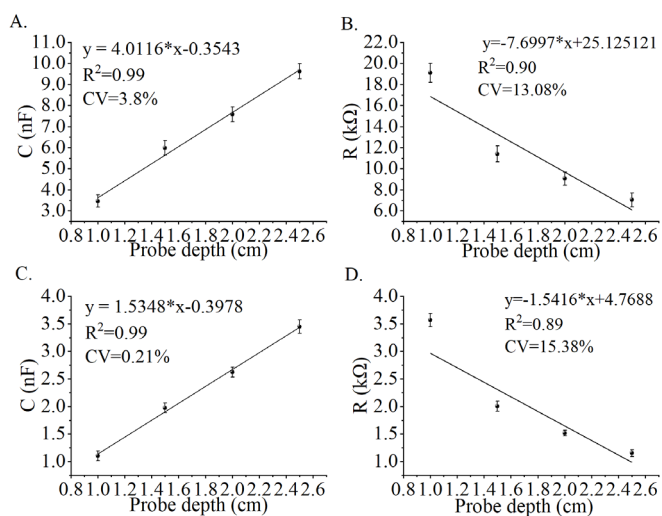 A.
y = 4.0116*x-0.3543
R²=0.99
CV=3.8%
C (nF)
11.0
10.0
9.0
8.0
7.0
6.0
5.0
4.0
3.0
0.8 1.0 1.2 1.4 1.6 1.8 2.0 2.2 2.4 2.6
Probe depth (cm)
B.
y=-7.6997*x+25.125121
R²=0.90
CV=13.08%
R (kΩ)
22.0
20.0
18.0
16.0
14.0
12.0
10.0
8.0
6.0
0.8 1.0 1.2 1.4 1.6 1.8 2.0 2.2 2.4 2.6
Probe depth (cm)
C.
y = 1.5348*x-0.3978
R²=0.99
CV=0.21%
C (nF)
4.0
3.5
3.0
2.5
2.0
1.5
1.0
0.8 1.0 1.2 1.4 1.6 1.8 2.0 2.2 2.4 2.6
Probe depth (cm)
D.
y=-1.5416*x+4.7688
R²=0.89
CV=15.38%
R (kΩ)
4.0
3.5
3.0
2.5
2.0
1.5
1.0
0.8 1.0 1.2 1.4 1.6 1.8 2.0 2.2 2.4 2.6
Probe depth (cm)